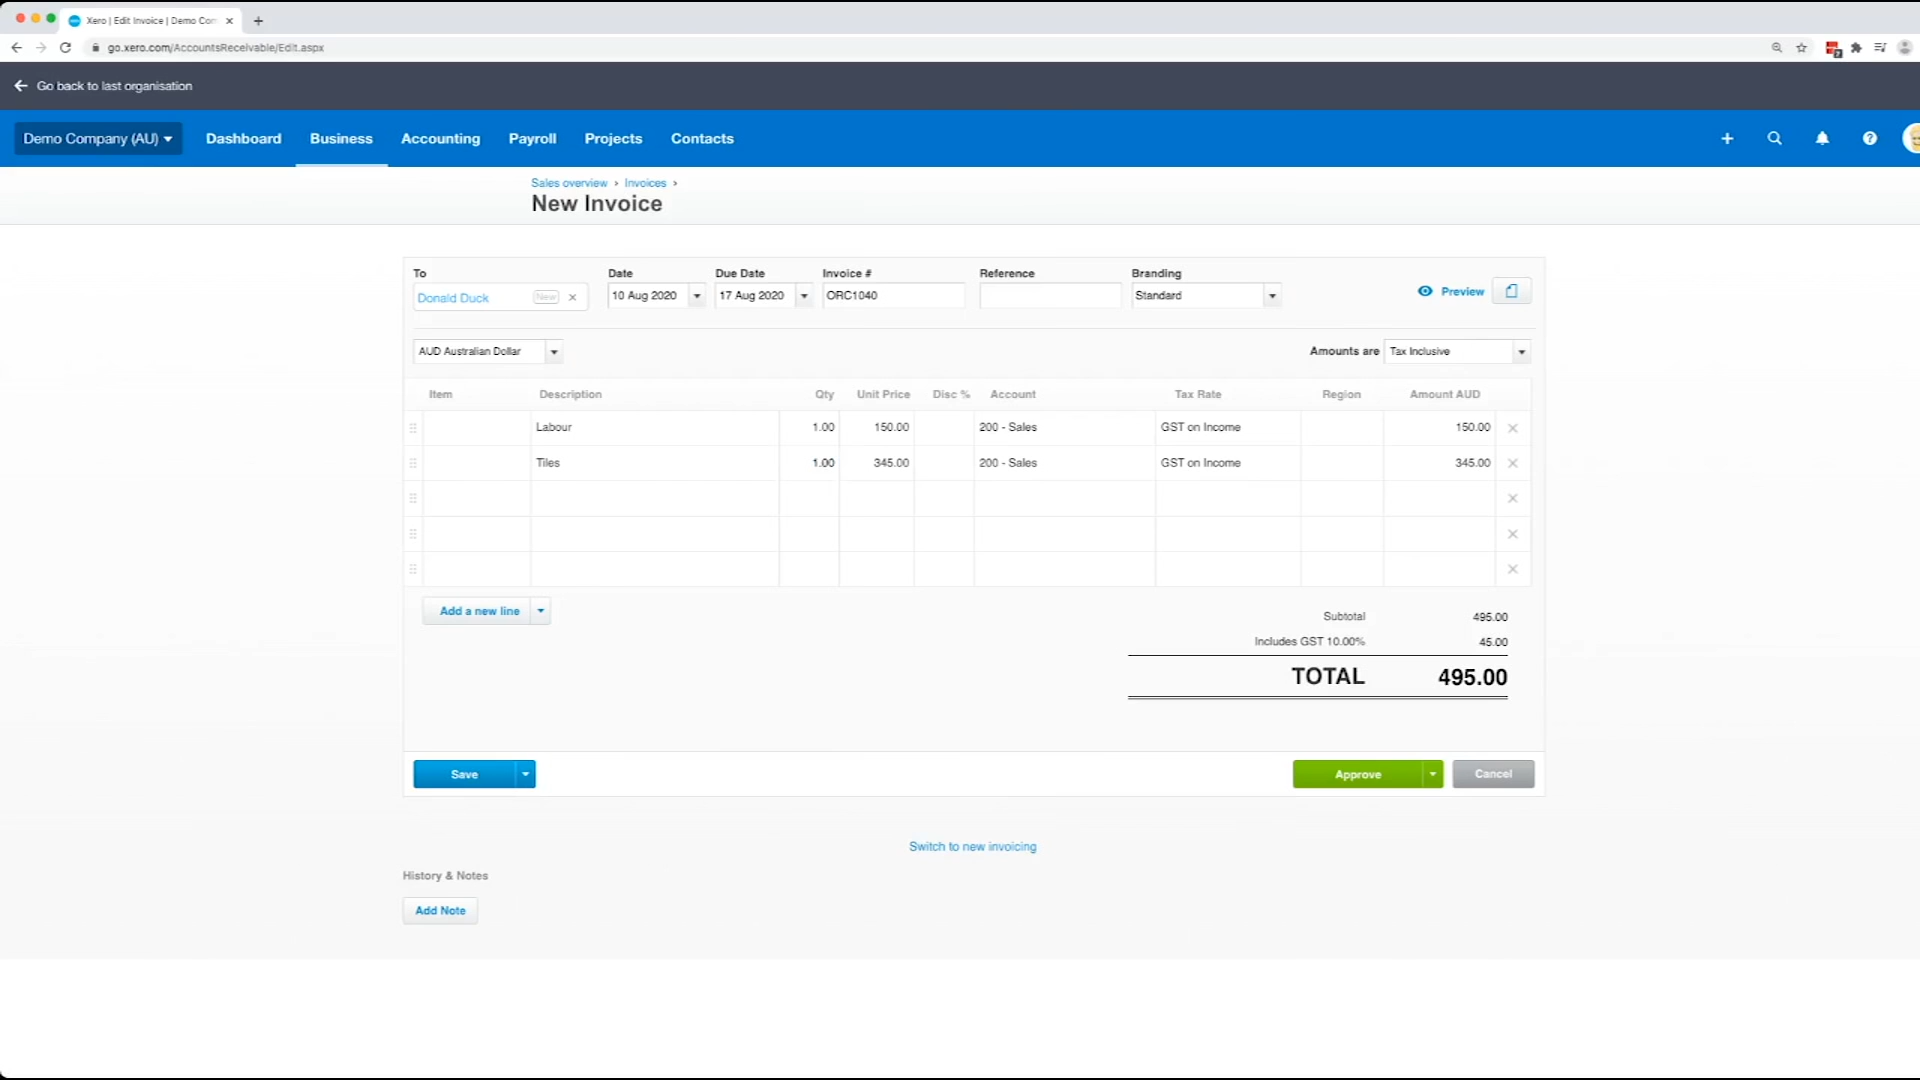 Xero | Edit Invoice | Demo Com
go.xero.com/AccountsReceivable/Edit.aspx
Go back to last organisation
Demo Company (AU) Dashboard Business Accounting Payroll Projects Contacts
Sales overview › Invoices ›
New Invoice
To Date Due Date Invoice # Reference Branding
Donald Duck New 10 Aug 2020 17 Aug 2020 ORC1040 Standard Preview
AUD Australian Dollar Amounts are Tax Inclusive
Item Description Qty Unit Price Disc % Account Tax Rate Region Amount AUD
Labour 1.00 150.00 200 - Sales GST on Income 150.00
Tiles 1.00 345.00 200 - Sales GST on Income 345.00
Add a new line
Subtotal 495.00
Includes GST 10.00% 45.00
TOTAL 495.00
Save Approve Cancel
Switch to new invoicing
History & Notes
Add Note